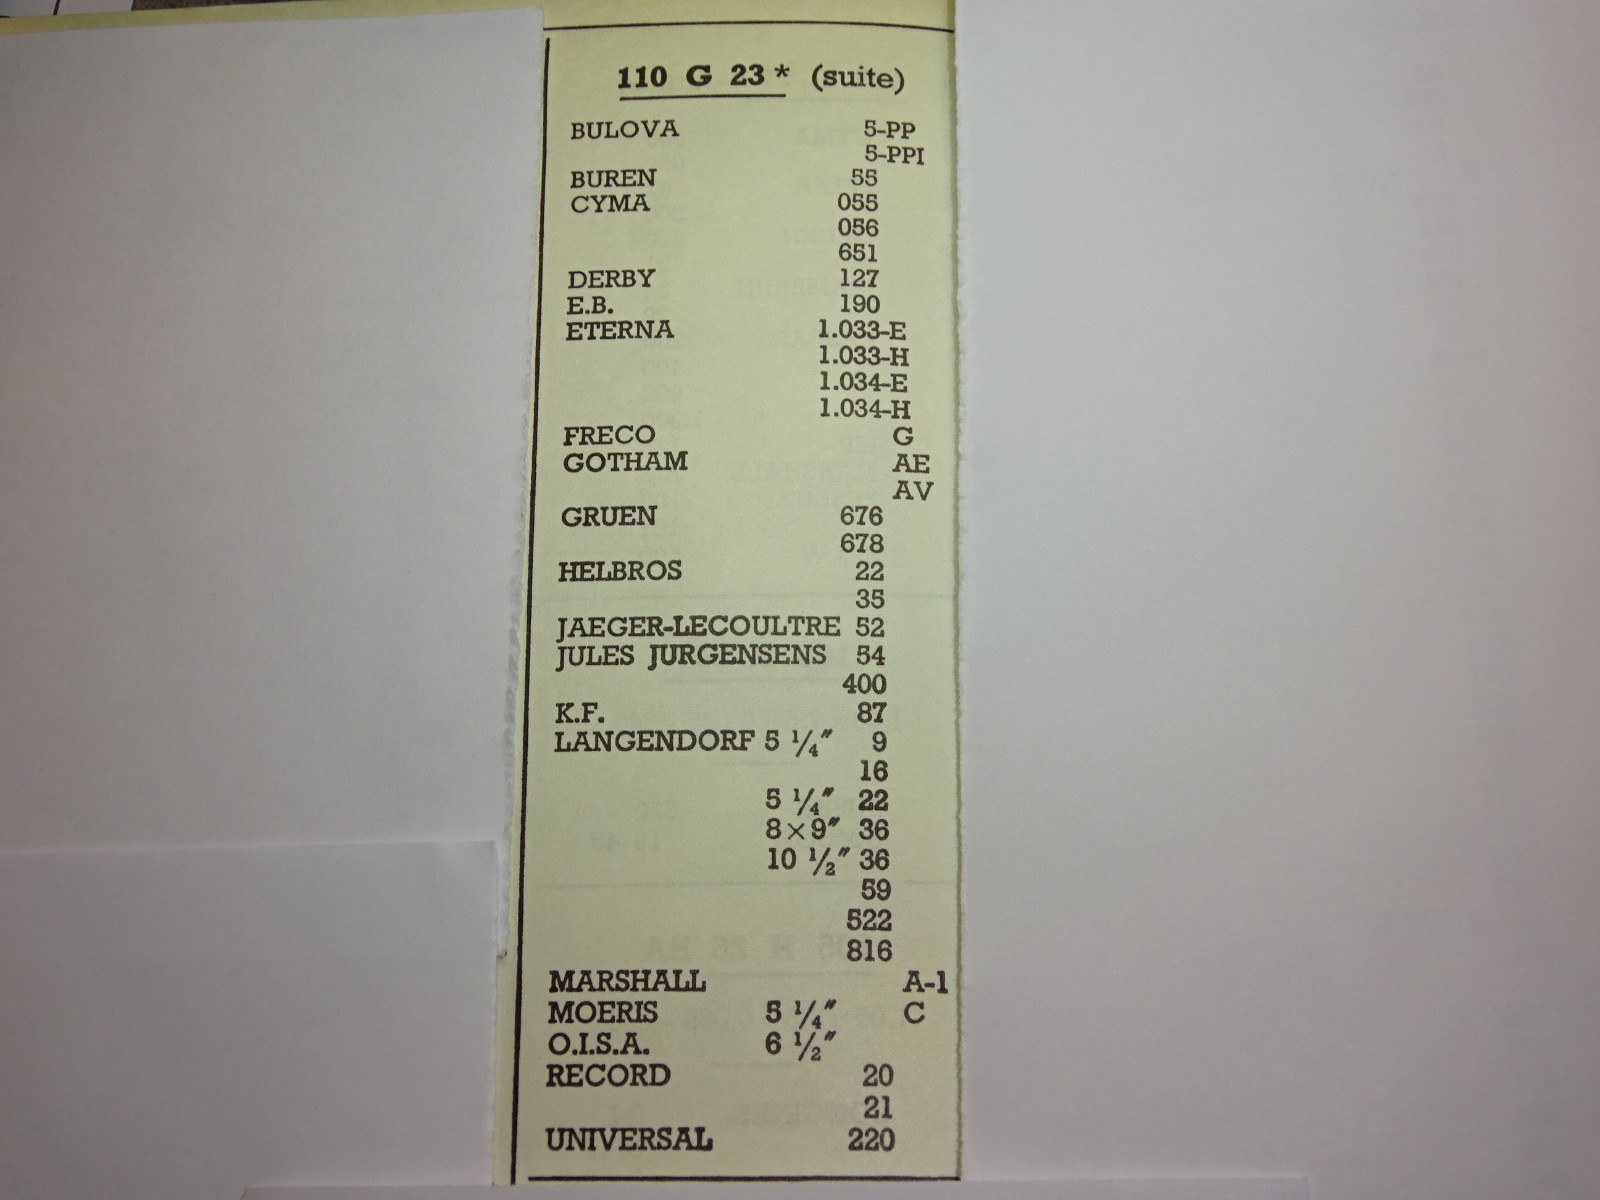 110 G 23* (suite)
BULOVA 5-PP
5-PPI
BUREN 55
CYMA 055
056
651
DERBY 127
E.B. 190
ETERNA 1.033-E
1.033-H
1.034-E
1.034-H
FRECO G
GOTHAM AE
AV
GRUEN 676
678
HELBROS 22
35
JAEGER-LECOULTRE 52
JULES JURGENSENS 54
400
K.F. 87
LANGENDORF 5 1/4″ 9
16
5 1/4″ 22
8×9″ 36
10 1/2″ 36
59
522
816
MARSHALL A-1
MOERIS 5 1/4″ C
O.I.S.A. 6 1/2″
RECORD 20
21
UNIVERSAL 220